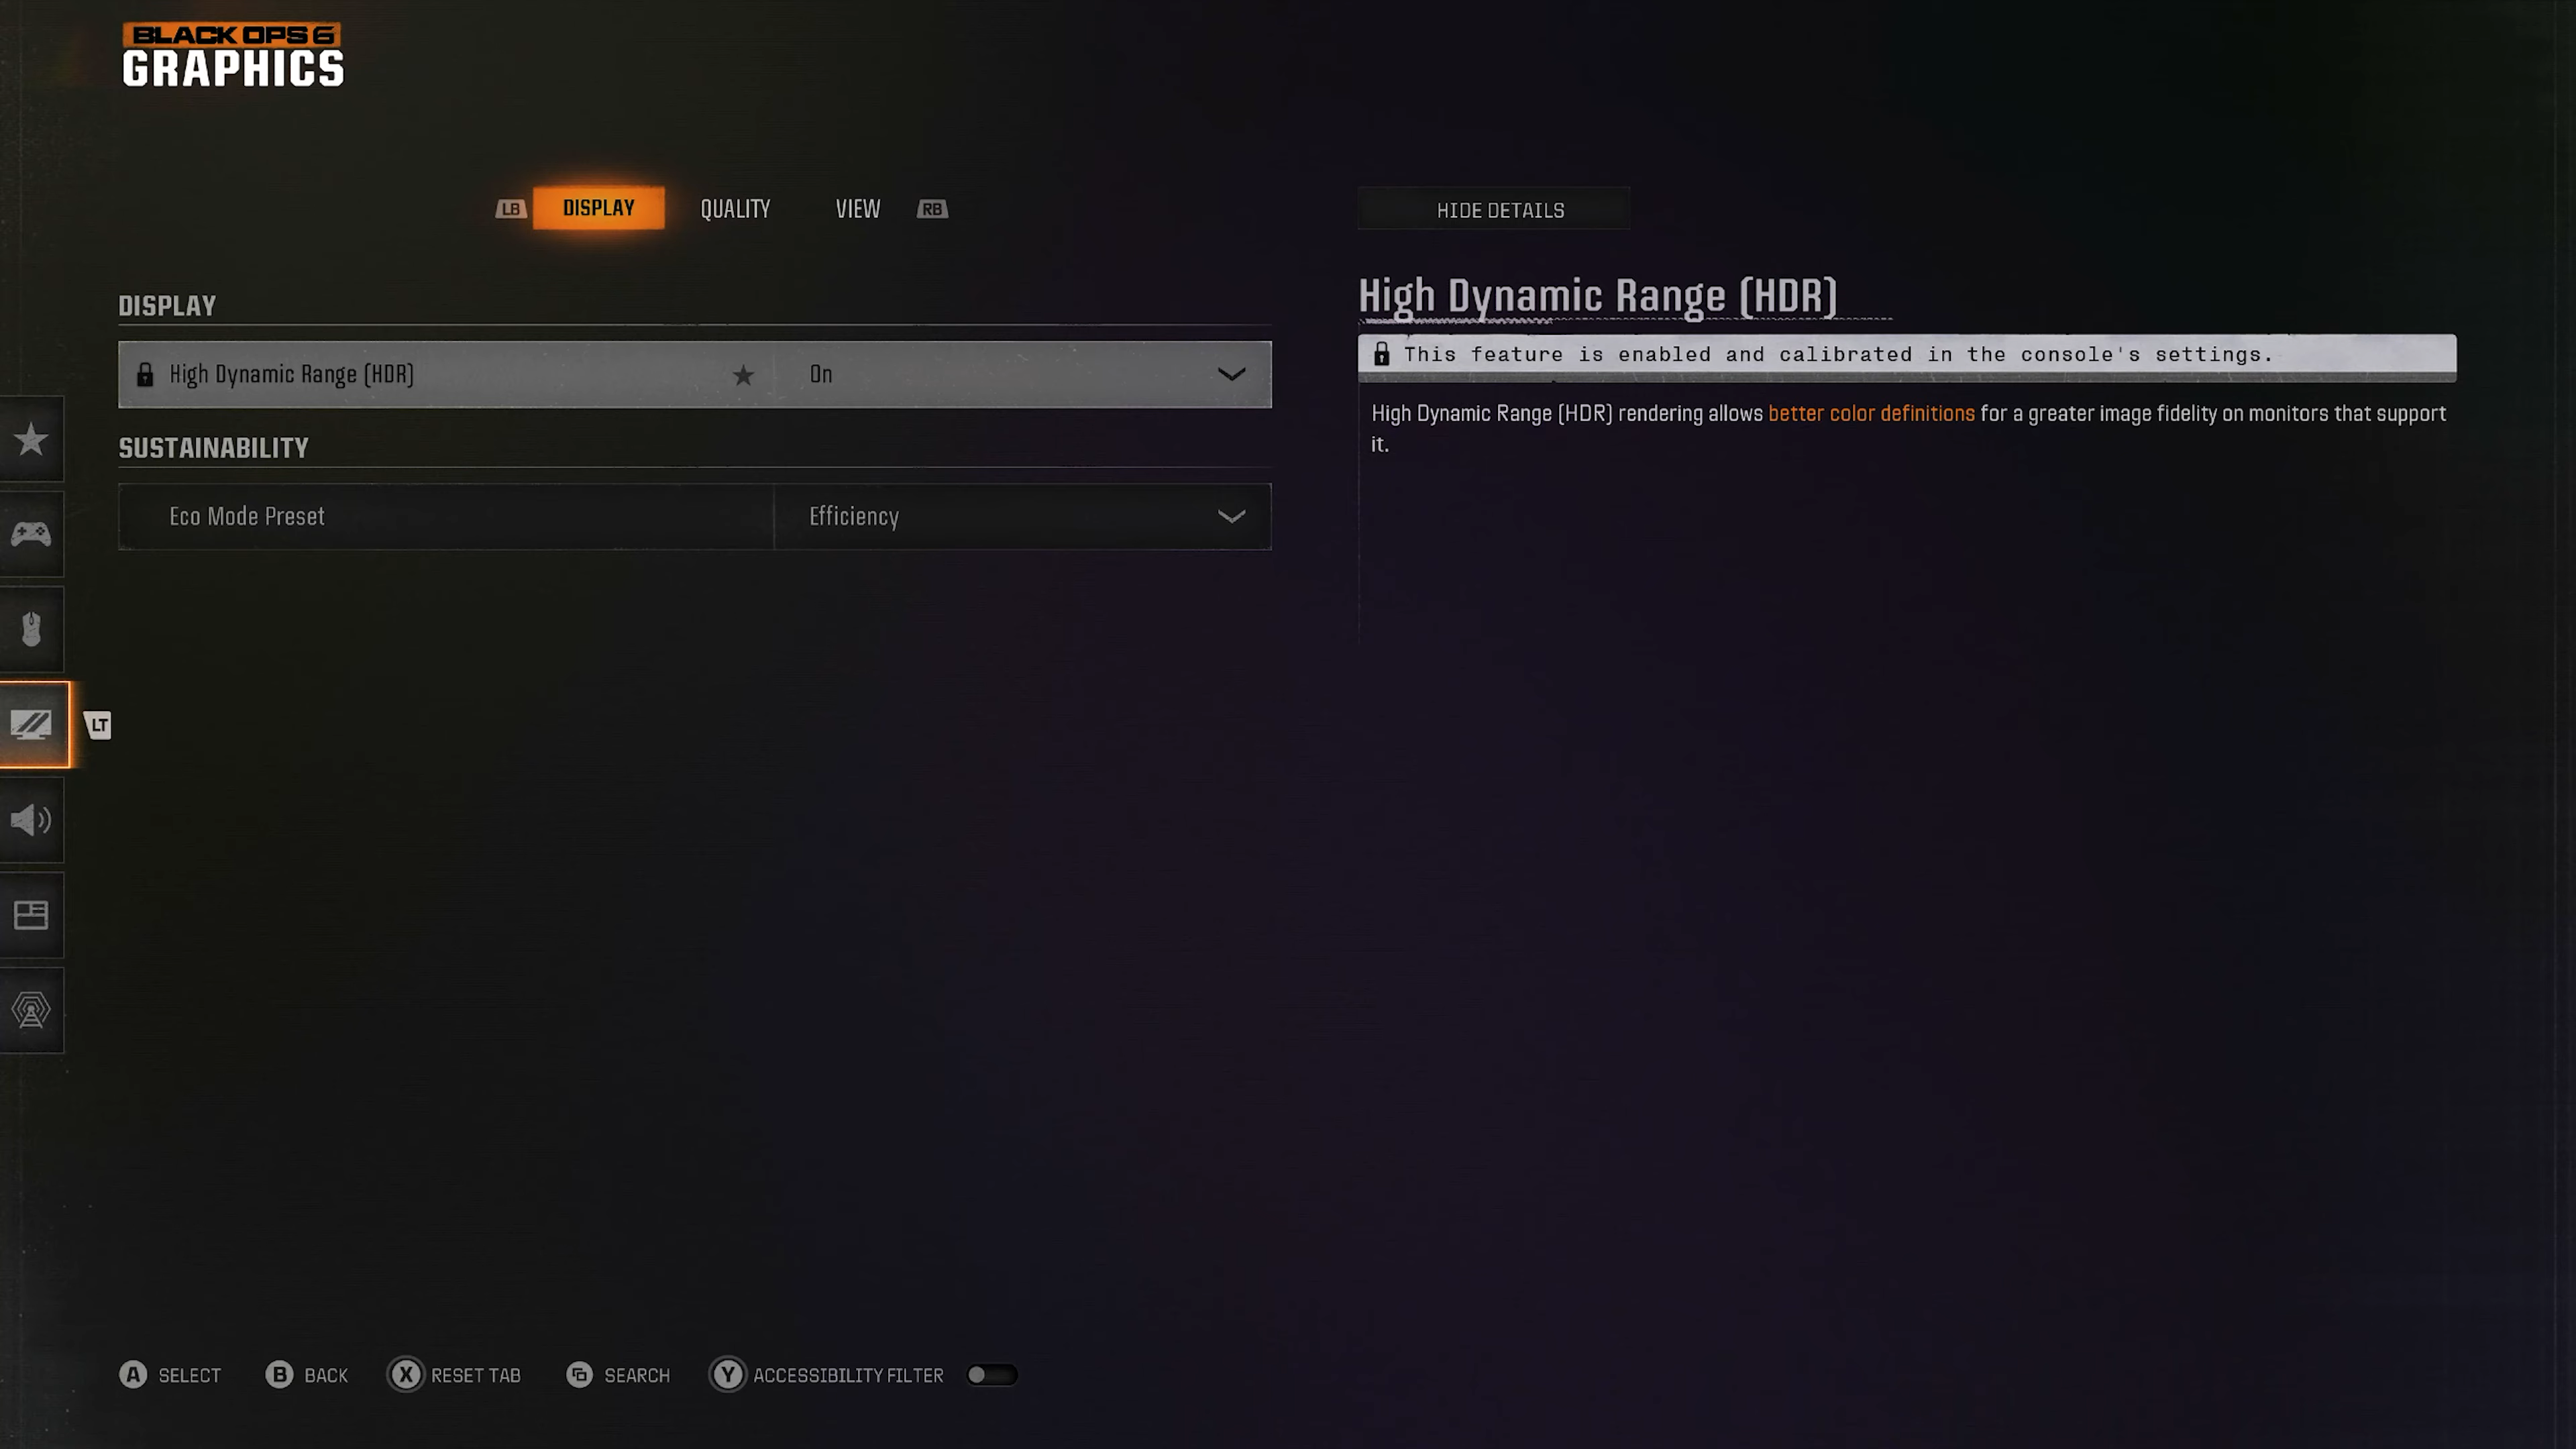 BLACK OPS 6
GRAPHICS
LB DISPLAY QUALITY VIEW RB
HIDE DETAILS
DISPLAY
High Dynamic Range (HDR) On
SUSTAINABILITY
Eco Mode Preset Efficiency
High Dynamic Range (HDR)
This feature is enabled and calibrated in the console's settings.
High Dynamic Range (HDR) rendering allows better color definitions for a greater image fidelity on monitors that support
it.
LT
A SELECT B BACK X RESET TAB SEARCH Y ACCESSIBILITY FILTER